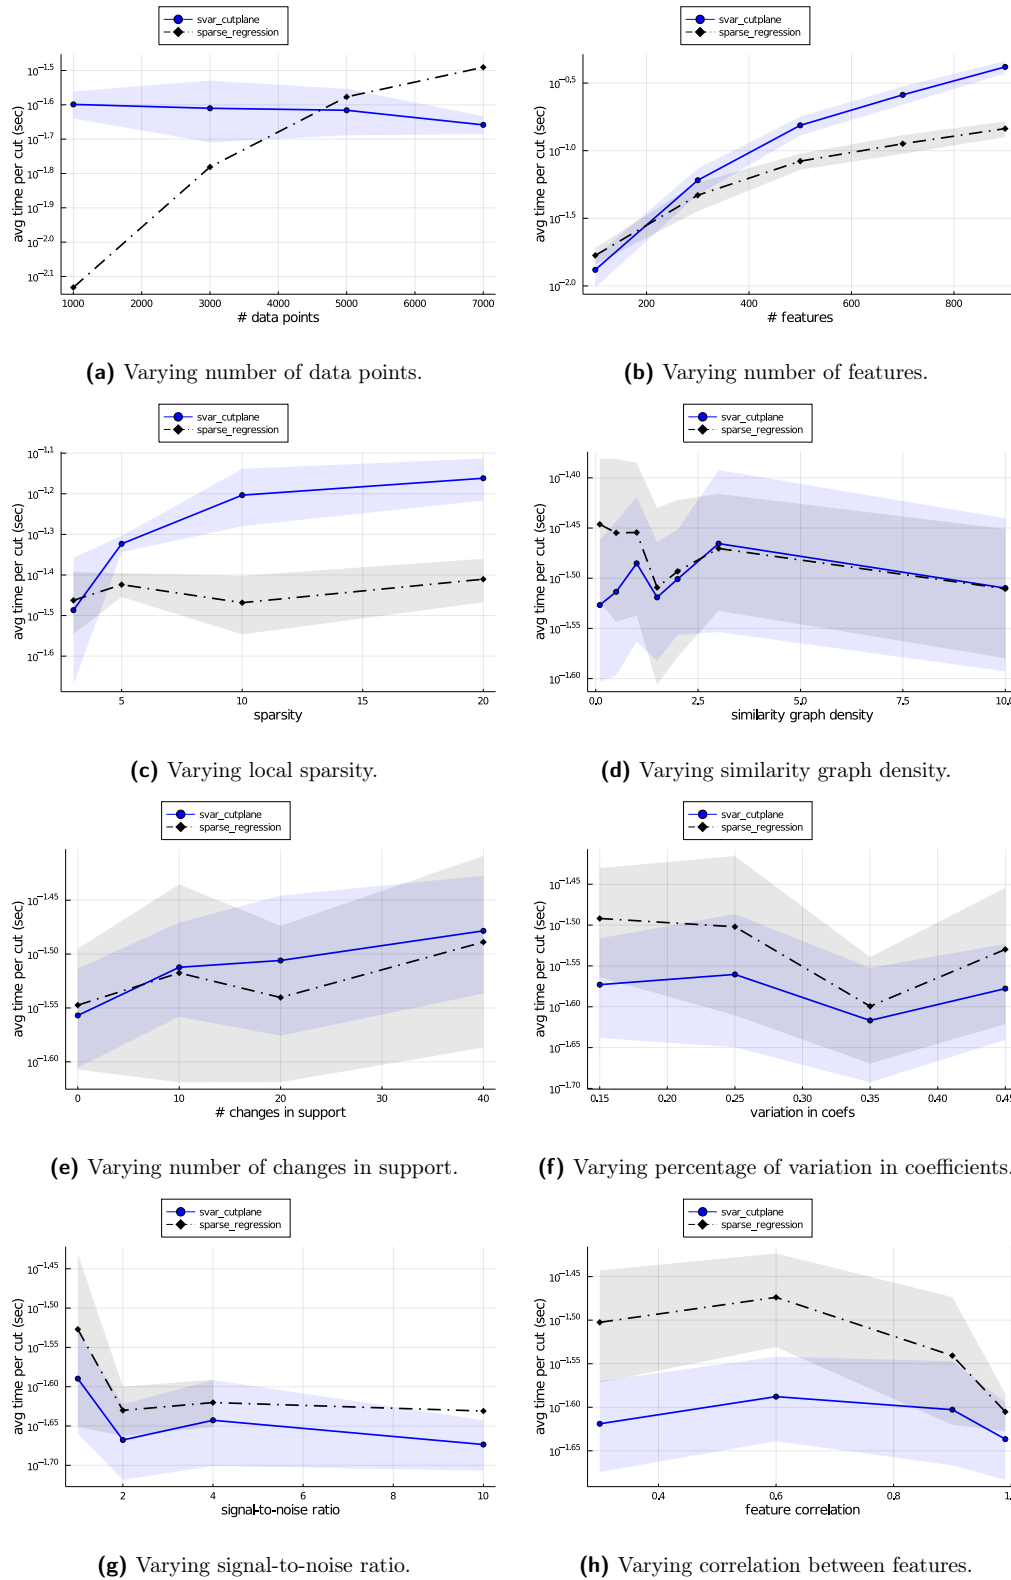 svar_cutplane
sparse_regression
avg time per cut (sec)
10^-1.5
10^-1.6
10^-1.7
10^-1.8
10^-1.9
10^-2.0
10^-2.1
1000 2000 3000 4000 5000 6000 7000
# data points
(a) Varying number of data points.
svar_cutplane
sparse_regression
avg time per cut (sec)
10^-0.5
10^-1.0
10^-1.5
10^-2.0
200 400 600 800
# features
(b) Varying number of features.
svar_cutplane
sparse_regression
avg time per cut (sec)
10^-1.1
10^-1.2
10^-1.3
10^-1.4
10^-1.5
10^-1.6
5 10 15 20
sparsity
(c) Varying local sparsity.
svar_cutplane
sparse_regression
avg time per cut (sec)
10^-1.40
10^-1.45
10^-1.50
10^-1.55
10^-1.60
0.0 2.5 5.0 7.5 10.0
similarity graph density
(d) Varying similarity graph density.
svar_cutplane
sparse_regression
avg time per cut (sec)
10^-1.45
10^-1.50
10^-1.55
10^-1.60
0 10 20 30 40
# changes in support
(e) Varying number of changes in support.
svar_cutplane
sparse_regression
avg time per cut (sec)
10^-1.45
10^-1.50
10^-1.55
10^-1.60
10^-1.65
10^-1.70
0.15 0.20 0.25 0.30 0.35 0.40 0.45
variation in coefs
(f) Varying percentage of variation in coefficients.
svar_cutplane
sparse_regression
avg time per cut (sec)
10^-1.45
10^-1.50
10^-1.55
10^-1.60
10^-1.65
10^-1.70
2 4 6 8 10
signal-to-noise ratio
(g) Varying signal-to-noise ratio.
svar_cutplane
sparse_regression
avg time per cut (sec)
10^-1.45
10^-1.50
10^-1.55
10^-1.60
10^-1.65
0.4 0.6 0.8
feature correlation
(h) Varying correlation between features.